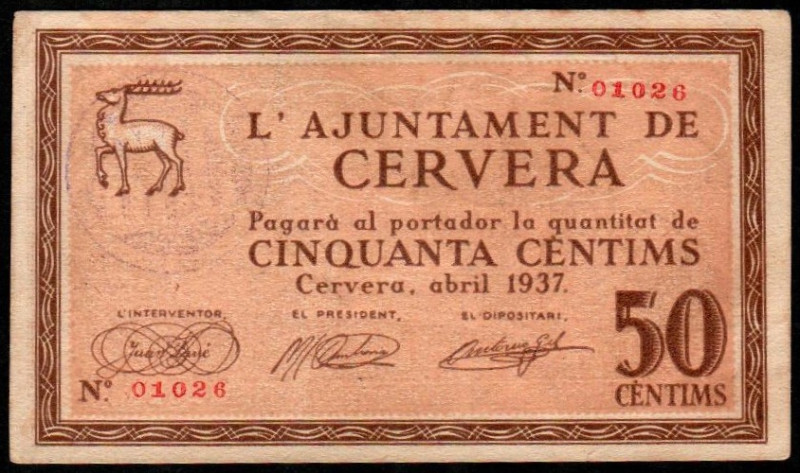 Nº. 01026
L' AJUNTAMENT DE
CERVERA
Pagarà al portador la quantitat de
CINQUANTA CÈNTIMS
Cervera, abril 1937.
L'INTERVENTOR, EL PRESIDENT, EL DIPOSITARI,
50
Nº. 01026
CÈNTIMS